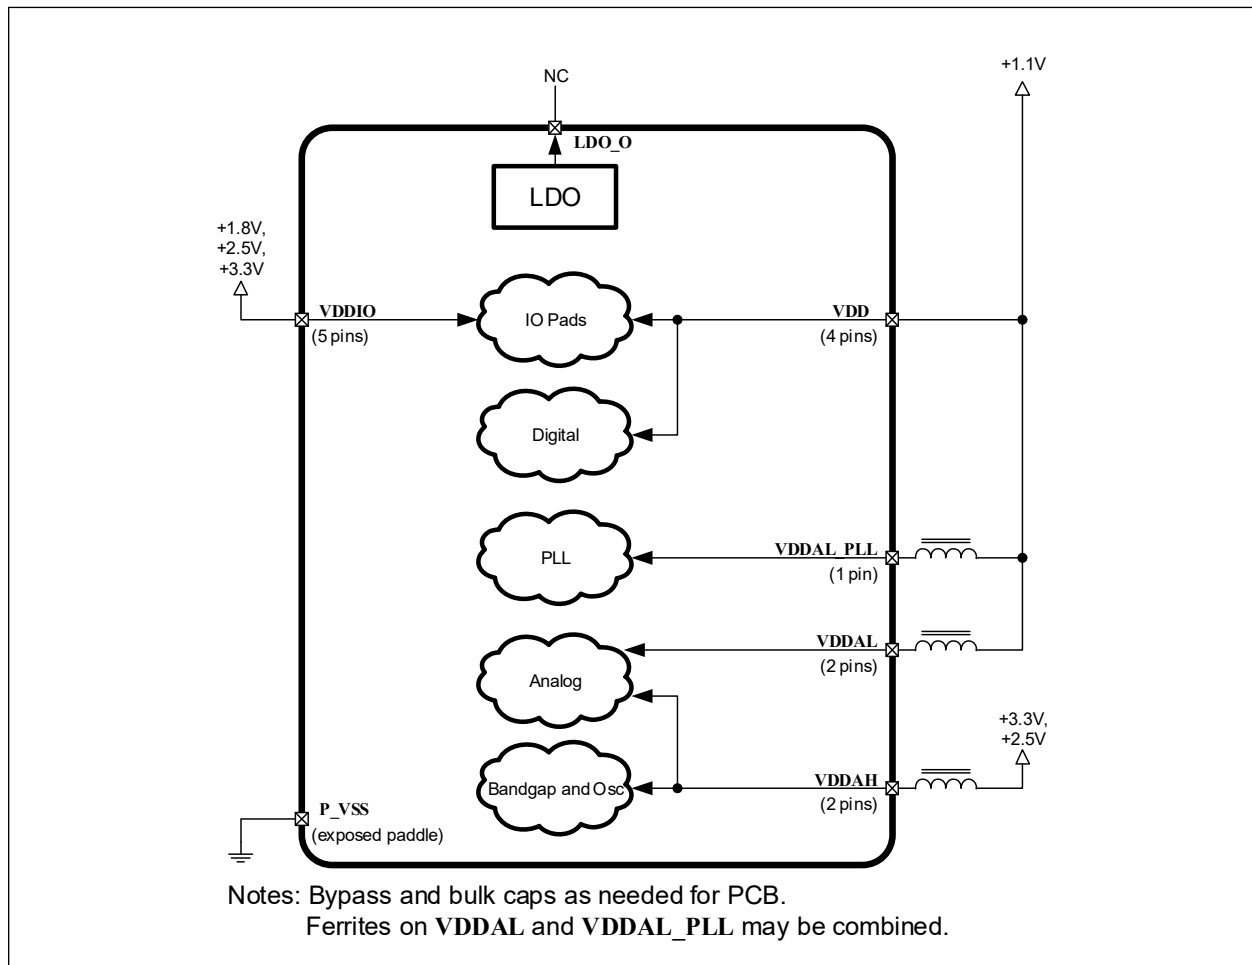 +1.1V
NC
LDO_O
LDO
+1.8V,
+2.5V,
+3.3V
VDDIO
(5 pins)
IO Pads
VDD
(4 pins)
Digital
PLL
VDDAL_PLL
(1 pin)
VDDAL
(2 pins)
Analog
+3.3V,
+2.5V
Bandgap and Osc
VDDAH
(2 pins)
P_VSS
(exposed paddle)
Notes: Bypass and bulk caps as needed for PCB.
Ferrites on VDDAL and VDDAL_PLL may be combined.